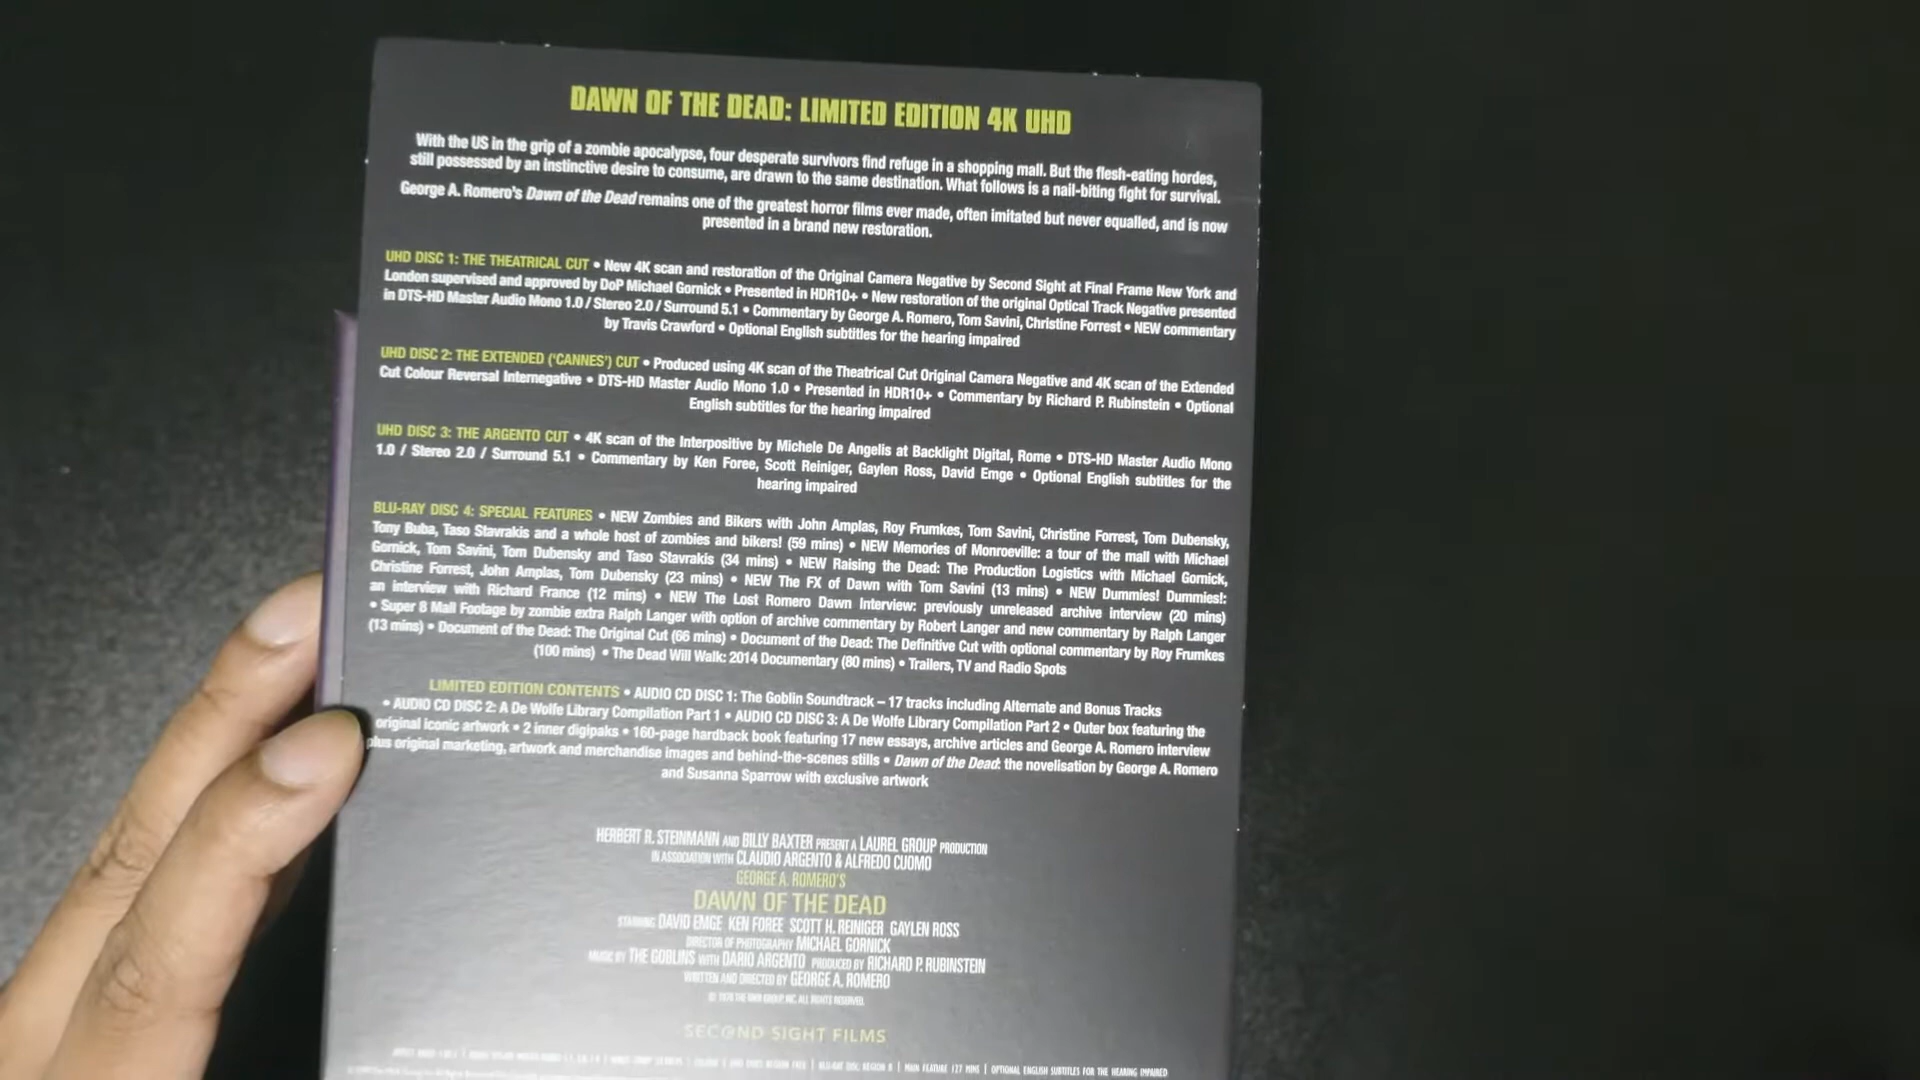 DAWN OF THE DEAD: LIMITED EDITION 4K UHD
With the US in the grip of a zombie apocalypse, four desperate survivors find refuge in a shopping mall. But the flesh-eating hordes,
still possessed by an instinctive desire to consume, are drawn to the same destination. What follows is a nail-biting fight for survival.
George A. Romero's Dawn of the Dead remains one of the greatest horror films ever made, often imitated but never equalled, and is now
presented in a brand new restoration.
UHD DISC 1: THE THEATRICAL CUT • New 4K scan and restoration of the Original Camera Negative by Second Sight at Final Frame New York and
London supervised and approved by DoP Michael Gornick • Presented in HDR10+ • New restoration of the original Optical Track Negative presented
in DTS-HD Master Audio Mono 1.0 / Stereo 2.0 / Surround 5.1 • Commentary by George A. Romero, Tom Savini, Christine Forrest • NEW commentary
by Travis Crawford • Optional English subtitles for the hearing impaired
UHD DISC 2: THE EXTENDED ('CANNES') CUT • Produced using 4K scan of the Theatrical Cut Original Camera Negative and 4K scan of the Extended
Cut Colour Reversal Internegative • DTS-HD Master Audio Mono 1.0 • Presented in HDR10+ • Commentary by Richard P. Rubinstein • Optional
English subtitles for the hearing impaired
UHD DISC 3: THE ARGENTO CUT • 4K scan of the Interpositive by Michele De Angelis at Backlight Digital, Rome • DTS-HD Master Audio Mono
1.0 / Stereo 2.0 / Surround 5.1 • Commentary by Ken Foree, Scott Reiniger, Gaylen Ross, David Emge • Optional English subtitles for the
hearing impaired
BLU-RAY DISC 4: SPECIAL FEATURES • NEW Zombies and Bikers with John Amplas, Roy Frumkes, Tom Savini, Christine Forrest, Tom Dubensky,
Tony Buba, Taso Stavrakis and a whole host of zombies and bikers! (59 mins) • NEW Memories of Monroeville: a tour of the mall with Michael
Gornick, Tom Savini, Tom Dubensky and Taso Stavrakis (34 mins) • NEW Raising the Dead: The Production Logistics with Michael Gornick,
Christine Forrest, John Amplas, Tom Dubensky (23 mins) • NEW The FX of Dawn with Tom Savini (13 mins) • NEW Dummies! Dummies!:
an interview with Richard France (12 mins) • NEW The Lost Romero Dawn Interview: previously unreleased archive interview (20 mins)
• Super 8 Mall Footage by zombie extra Ralph Langer with option of archive commentary by Robert Langer and new commentary by Ralph Langer
(13 mins) • Document of the Dead: The Original Cut (66 mins) • Document of the Dead: The Definitive Cut with optional commentary by Roy Frumkes
(100 mins) • The Dead Will Walk: 2014 Documentary (80 mins) • Trailers, TV and Radio Spots
LIMITED EDITION CONTENTS • AUDIO CD DISC 1: The Goblin Soundtrack – 17 tracks including Alternate and Bonus Tracks
• AUDIO CD DISC 2: A De Wolfe Library Compilation Part 1 • AUDIO CD DISC 3: A De Wolfe Library Compilation Part 2 • Outer box featuring the
original iconic artwork • 2 inner digipaks • 160-page hardback book featuring 17 new essays, archive articles and George A. Romero interview
plus original marketing, artwork and merchandise images and behind-the-scenes stills • Dawn of the Dead: the novelisation by George A. Romero
and Susanna Sparrow with exclusive artwork
HERBERT R. STEINMANN AND BILLY BAXTER PRESENT A LAUREL GROUP PRODUCTION
IN ASSOCIATION WITH CLAUDIO ARGENTO & ALFREDO CUOMO
GEORGE A. ROMERO'S
DAWN OF THE DEAD
STARRING DAVID EMGE KEN FOREE SCOTT H. REINIGER GAYLEN ROSS
DIRECTOR OF PHOTOGRAPHY MICHAEL GORNICK
MUSIC BY THE GOBLINS WITH DARIO ARGENTO PRODUCED BY RICHARD P. RUBINSTEIN
WRITTEN AND DIRECTED BY GEORGE A. ROMERO
ALL RIGHTS RESERVED.
SECOND SIGHT FILMS
BLU-RAY DISC REGION B | MAIN FEATURE 127 MINS | OPTIONAL ENGLISH SUBTITLES FOR THE HEARING IMPAIRED